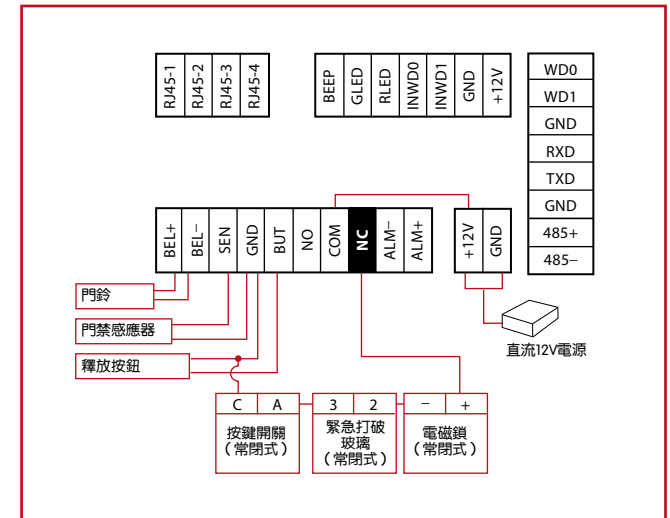 RJ45-1
RJ45-2
RJ45-3
RJ45-4
BEEP
GLED
RLED
INWD0
INWD1
GND
+12V
WD0
WD1
GND
RXD
TXD
GND
485+
485−
BEL+
BEL−
SEN
GND
BUT
NO
COM
NC
ALM−
ALM+
+12V
GND
門鈴
門禁感應器
釋放按鈕
直流12V電源
C A
按鍵開關
（常閉式）
3 2
緊急打破
玻璃
（常閉式）
− +
電磁鎖
（常閉式）